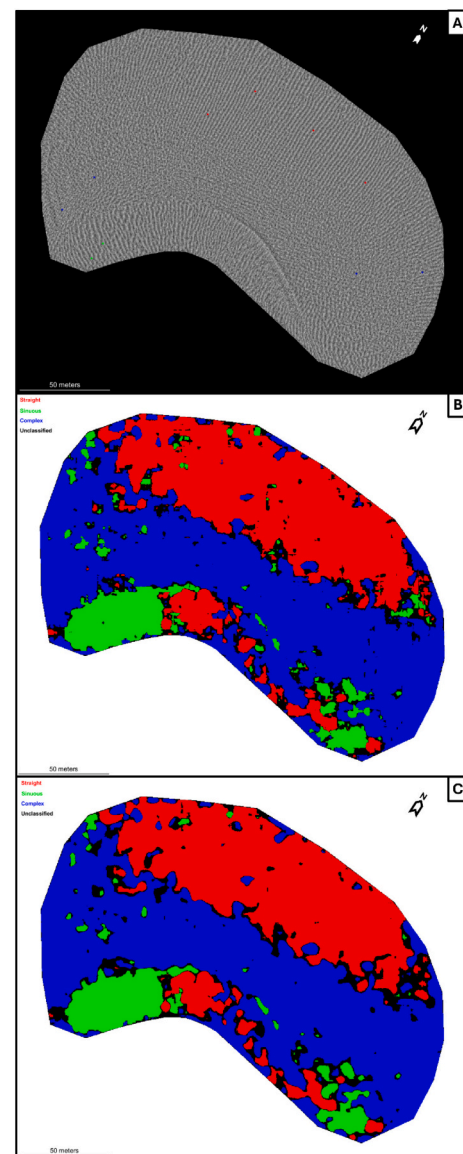 A
N
50 meters
B
Straight
Sinuous
Complex
Unclassified
N
50 meters
C
Straight
Sinuous
Complex
Unclassified
N
50 meters